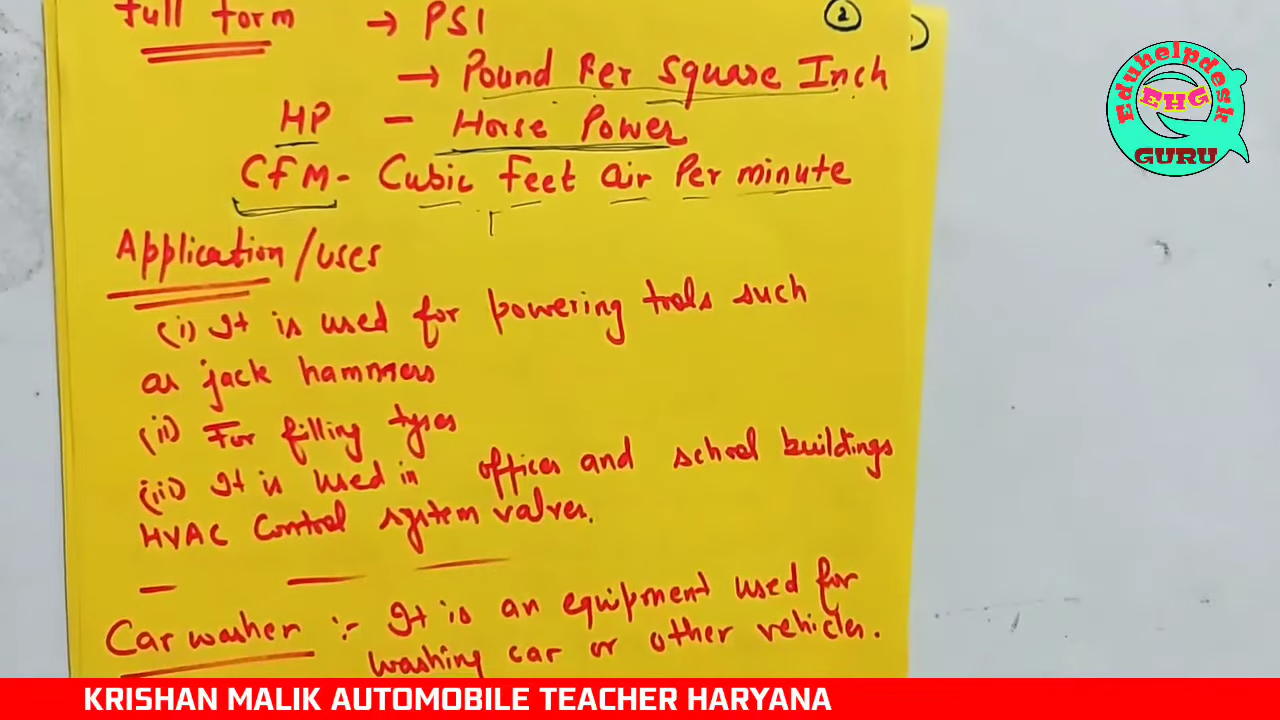 full form → PSI
②
→ Pound Per Square Inch
HP - Horse Power
CFM - Cubic Feet air Per minute
Application/uses
(i) It is used for powering tools such
as jack hammers
(ii) For filling tyres
(iii) It is used in offices and school buildings
HVAC Control system valves.
Car washer :- It is an equipment used for
washing car or other vehicles.
Eduhelpdesk
EHG
GURU
KRISHAN MALIK AUTOMOBILE TEACHER HARYANA